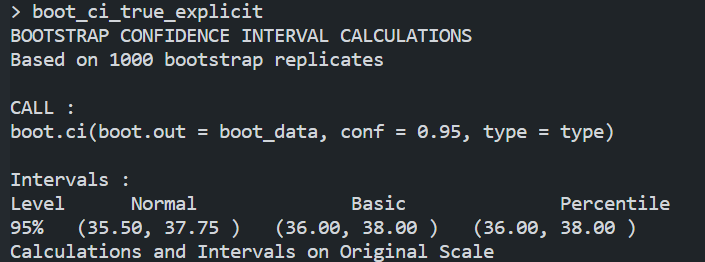 > boot_ci_true_explicit
BOOTSTRAP CONFIDENCE INTERVAL CALCULATIONS
Based on 1000 bootstrap replicates

CALL :
boot.ci(boot.out = boot_data, conf = 0.95, type = type)

Intervals :
Level      Normal              Basic              Percentile
95%   (35.50, 37.75 )   (36.00, 38.00 )   (36.00, 38.00 )
Calculations and Intervals on Original Scale